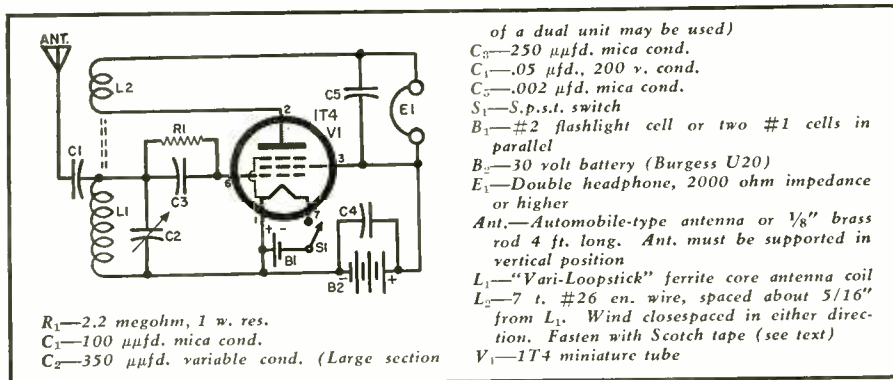 ANT.
L2
C5
E1
2
1T4
V1
R1
C1
3
6
C3
L1
C2
1
7
C4
+ -
S1
B1
B2
- +
R₁—2.2 megohm, 1 w. res.
C₁—100 μμfd. mica cond.
C₂—350 μμfd. variable cond. (Large section
of a dual unit may be used)
C₃—250 μμfd. mica cond.
C₄—.05 μfd., 200 v. cond.
C₅—.002 μfd. mica cond.
S₁—S.p.s.t. switch
B₁—#2 flashlight cell or two #1 cells in
parallel
B₂—30 volt battery (Burgess U20)
E₁—Double headphone, 2000 ohm impedance
or higher
Ant.—Automobile-type antenna or 1/8" brass
rod 4 ft. long. Ant. must be supported in
vertical position
L₁—"Vari-Loopstick" ferrite core antenna coil
L₂—7 t. #26 en. wire, spaced about 5/16"
from L₁. Wind closespaced in either direc-
tion. Fasten with Scotch tape (see text)
V₁—1T4 miniature tube